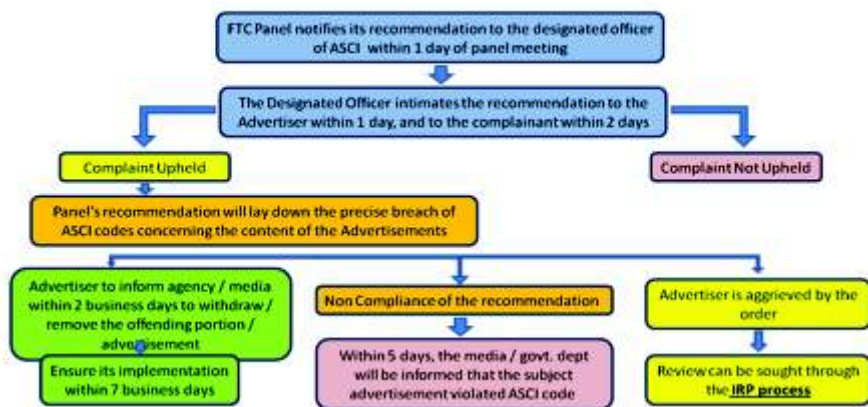 FTC Panel notifies its recommendation to the designated officer
of ASCI within 1 day of panel meeting
The Designated Officer intimates the recommendation to the
Advertiser within 1 day, and to the complainant within 2 days
Complaint Upheld
Complaint Not Upheld
Panel's recommendation will lay down the precise breach of
ASCI codes concerning the content of the Advertisements
Advertiser to inform agency / media
within 2 business days to withdraw /
remove the offending portion /
advertisement
Non Compliance of the recommendation
Advertiser is aggrieved by the
order
Ensure its implementation
within 7 business days
Within 5 days, the media / govt. dept
will be informed that the subject
advertisement violated ASCI code
Review can be sought through
the IRP process